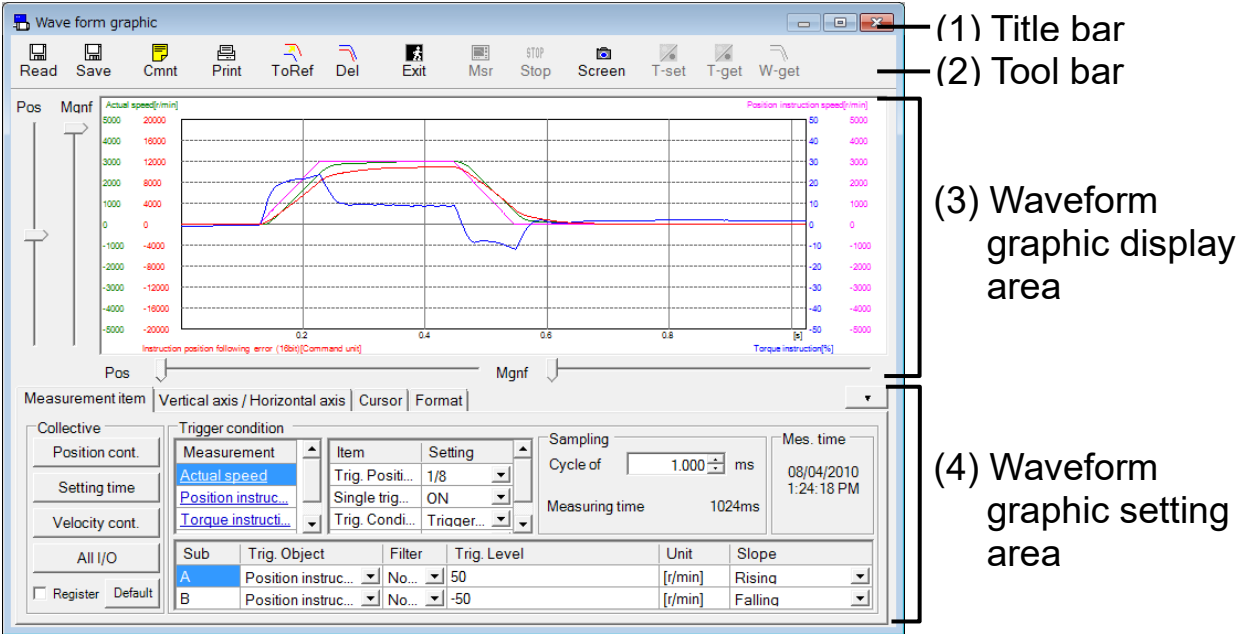 Wave form graphic
(1) Title bar
Read Save Cmnt Print ToRef Del Exit Msr Stop Screen T-set T-get W-get
STOP
(2) Tool bar
Pos Mgnf
Actual speed[r/min] Position instruction speed[r/min]
5000 20000 50 5000
4000 16000 40 4000
3000 12000 30 3000
2000 8000 20 2000
1000 4000 10 1000
0 0 0 0
-1000 -4000 -10 -1000
-2000 -8000 -20 -2000
-3000 -12000 -30 -3000
-4000 -16000 -40 -4000
-5000 -20000 0.2 0.4 0.6 0.8 [s] -50 -5000
Instruction position following error (16bit)[Command unit] Torque instruction[%]
(3) Waveform
graphic display
area
Pos Mgnf
Measurement item Vertical axis / Horizontal axis Cursor Format
Collective
Position cont.
Setting time
Velocity cont.
All I/O
Register Default
Trigger condition
Measurement
Actual speed
Position instruc...
Torque instructi...
Item Setting
Trig. Positi... 1/8
Single trig... ON
Trig. Condi... Trigger...
Sampling
Cycle of 1.000 ms
Measuring time 1024ms
Mes. time
08/04/2010
1:24:18 PM
Sub Trig. Object Filter Trig. Level Unit Slope
A Position instruc... No... 50 [r/min] Rising
B Position instruc... No... -50 [r/min] Falling
(4) Waveform
graphic setting
area